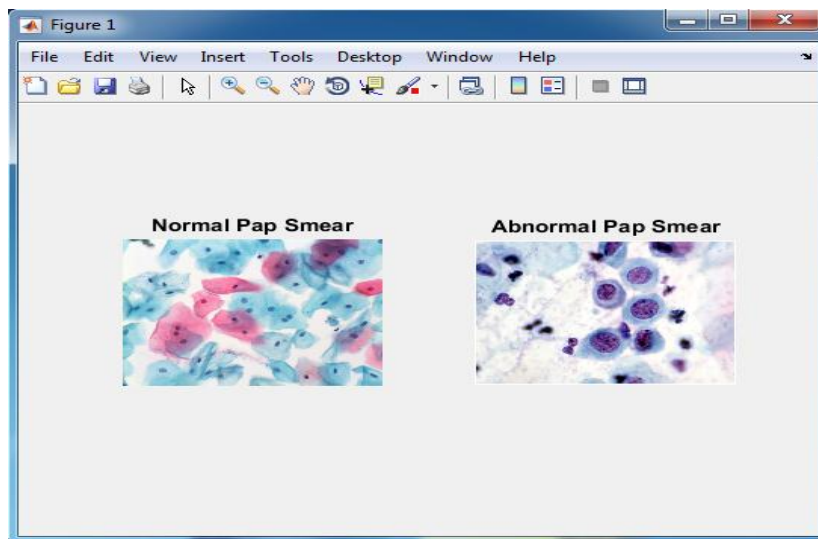 Figure 1
File Edit View Insert Tools Desktop Window Help
Normal Pap Smear
Abnormal Pap Smear